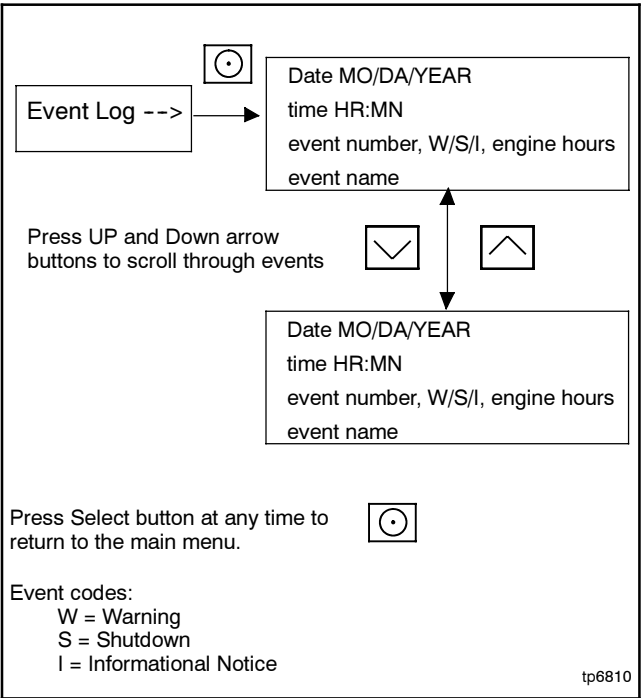 Event Log -->
Date MO/DA/YEAR
time HR:MN
event number, W/S/I, engine hours
event name
Press UP and Down arrow
buttons to scroll through events
Date MO/DA/YEAR
time HR:MN
event number, W/S/I, engine hours
event name
Press Select button at any time to
return to the main menu.
Event codes:
W = Warning
S = Shutdown
I = Informational Notice
tp6810